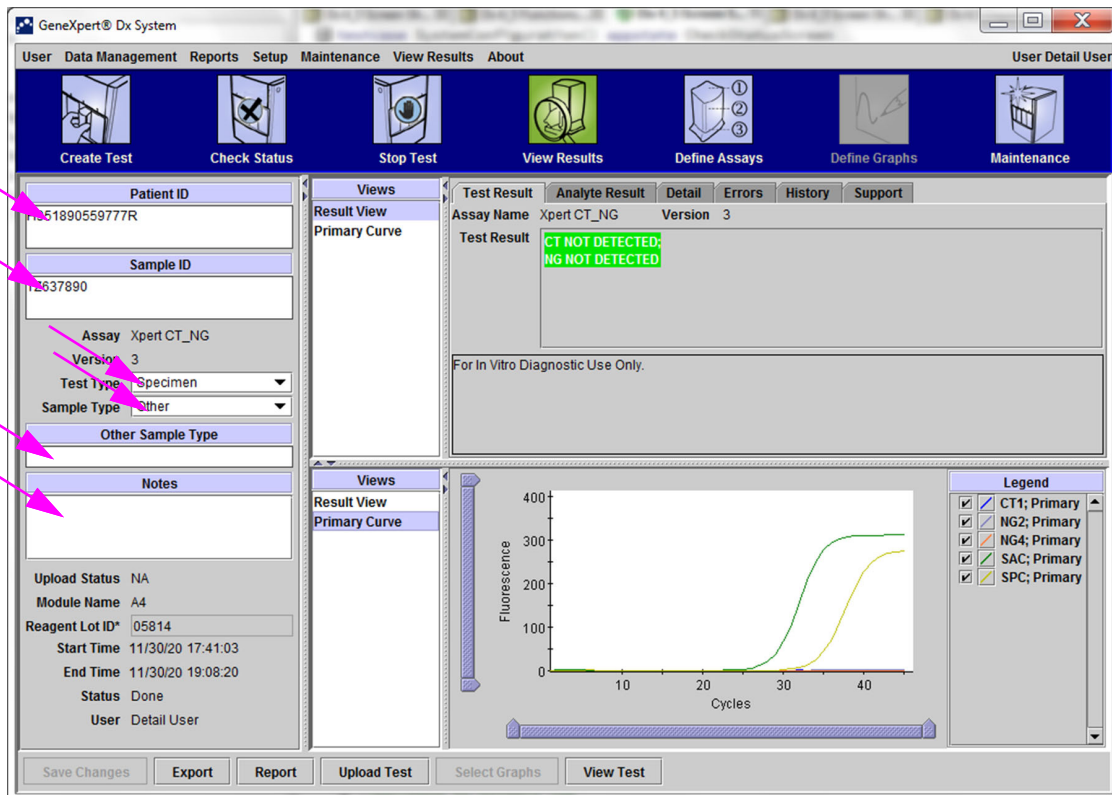 GeneXpert® Dx System
User Data Management Reports Setup Maintenance View Results About User Detail User
Create Test Check Status Stop Test View Results Define Assays Define Graphs Maintenance
Patient ID
351890559777R
Sample ID
1Z637890
Assay Xpert CT_NG
Version 3
Test Type Specimen
Sample Type Other
Other Sample Type
Notes
Upload Status NA
Module Name A4
Reagent Lot ID* 05814
Start Time 11/30/20 17:41:03
End Time 11/30/20 19:08:20
Status Done
User Detail User
Views
Result View
Primary Curve
Test Result Analyte Result Detail Errors History Support
Assay Name Xpert CT_NG Version 3
Test Result CT NOT DETECTED;
NG NOT DETECTED
For In Vitro Diagnostic Use Only.
Views
Result View
Primary Curve
Fluorescence
400
300
200
100
0
10 20 30 40
Cycles
Legend
CT1; Primary
NG2; Primary
NG4; Primary
SAC; Primary
SPC; Primary
Save Changes Export Report Upload Test Select Graphs View Test